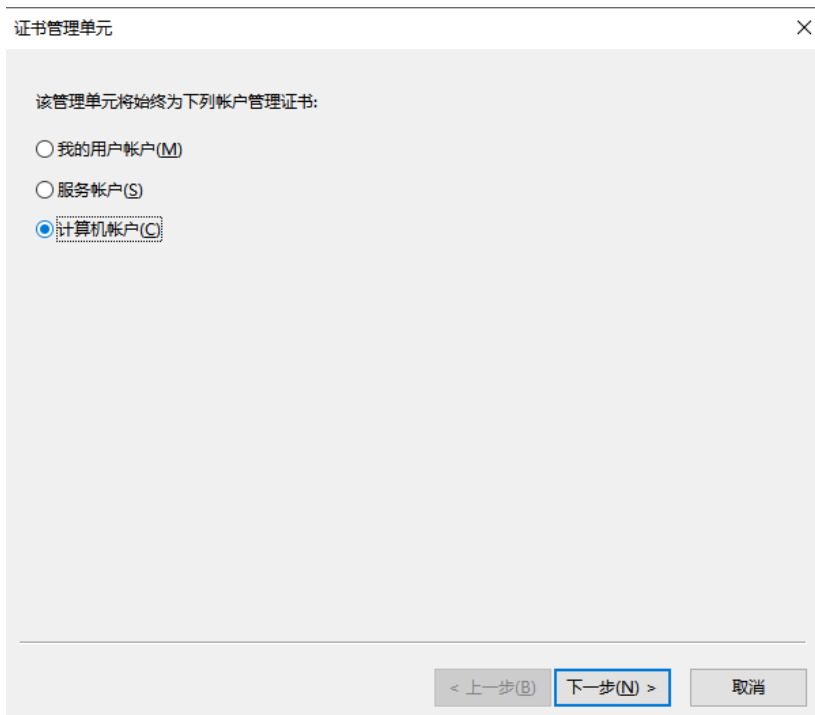 证书管理单元
该管理单元将始终为下列帐户管理证书:
我的用户帐户(M)
服务帐户(S)
计算机帐户(C)
< 上一步(B) 下一步(N) > 取消